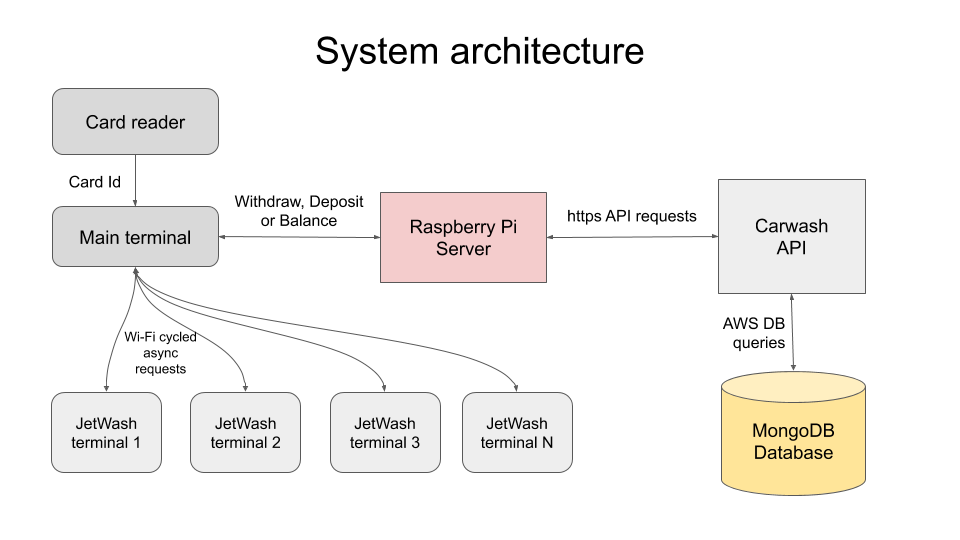 System architecture
Card reader
Card Id
Main terminal
Withdraw, Deposit
or Balance
Raspberry Pi
Server
https API requests
Carwash
API
Wi-Fi cycled
async
requests
AWS DB
queries
JetWash
terminal 1
JetWash
terminal 2
JetWash
terminal 3
JetWash
terminal N
MongoDB
Database